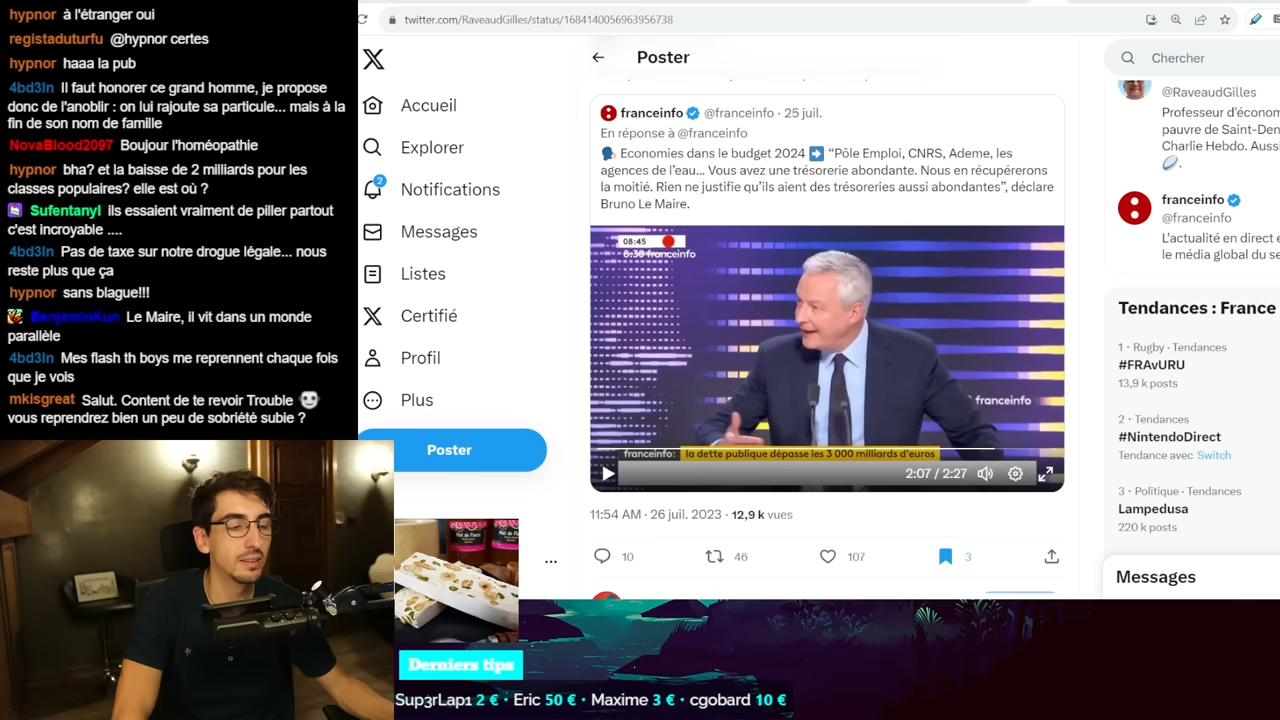 hypnor à l'étranger oui
registaduturfu @hypnor certes
hypnor haaa la pub
4bd3ln Il faut honorer ce grand homme, je propose
donc de l'anoblir : on lui rajoute sa particule... mais à la
fin de son nom de famille
NovaBlood2097 Boujour l'homéopathie
hypnor bha? et la baisse de 2 milliards pour les
classes populaires? elle est où ?
Sufentanyl ils essaient vraiment de piller partout
c'est incroyable ....
4bd3ln Pas de taxe sur notre drogue légale... nous
reste plus que ça
hypnor sans blague!!!
BenjaminKun Le Maire, il vit dans un monde
parallèle
4bd3ln Mes flash th boys me reprennent chaque fois
que je vois
mkisgreat Salut. Content de te revoir Trouble
vous reprendrez bien un peu de sobriété subie ?
twitter.com/RaveaudGilles/status/1684140056963956738
Accueil
Explorer
2
Notifications
Messages
Listes
Certifié
Profil
Plus
Poster
Poster
franceinfo @franceinfo · 25 juil.
En réponse à @franceinfo
Economies dans le budget 2024 “Pôle Emploi, CNRS, Ademe, les
agences de l’eau... Vous avez une trésorerie abondante. Nous en récupérerons
la moitié. Rien ne justifie qu’ils aient des trésoreries aussi abondantes”, déclare
Bruno Le Maire.
08:45
8:30 franceinfo
franceinfo
franceinfo: la dette publique dépasse les 3 000 milliards d'euros
2:07 / 2:27
11:54 AM · 26 juil. 2023 · 12,9 k vues
10 46 107 3
Chercher
@RaveaudGilles
Professeur d'écono
pauvre de Saint-De
Charlie Hebdo. Auss
franceinfo
@franceinfo
L'actualité en direct e
le média global du se
Tendances : France
1 · Rugby · Tendances
#FRAvURU
13,9 k posts
2 · Tendances
#NintendoDirect
Tendance avec Switch
3 · Politique · Tendances
Lampedusa
220 k posts
Messages
Derniers tips
Sup3rLap1 2 € · Eric 50 € · Maxime 3 € · cgobard 10 €